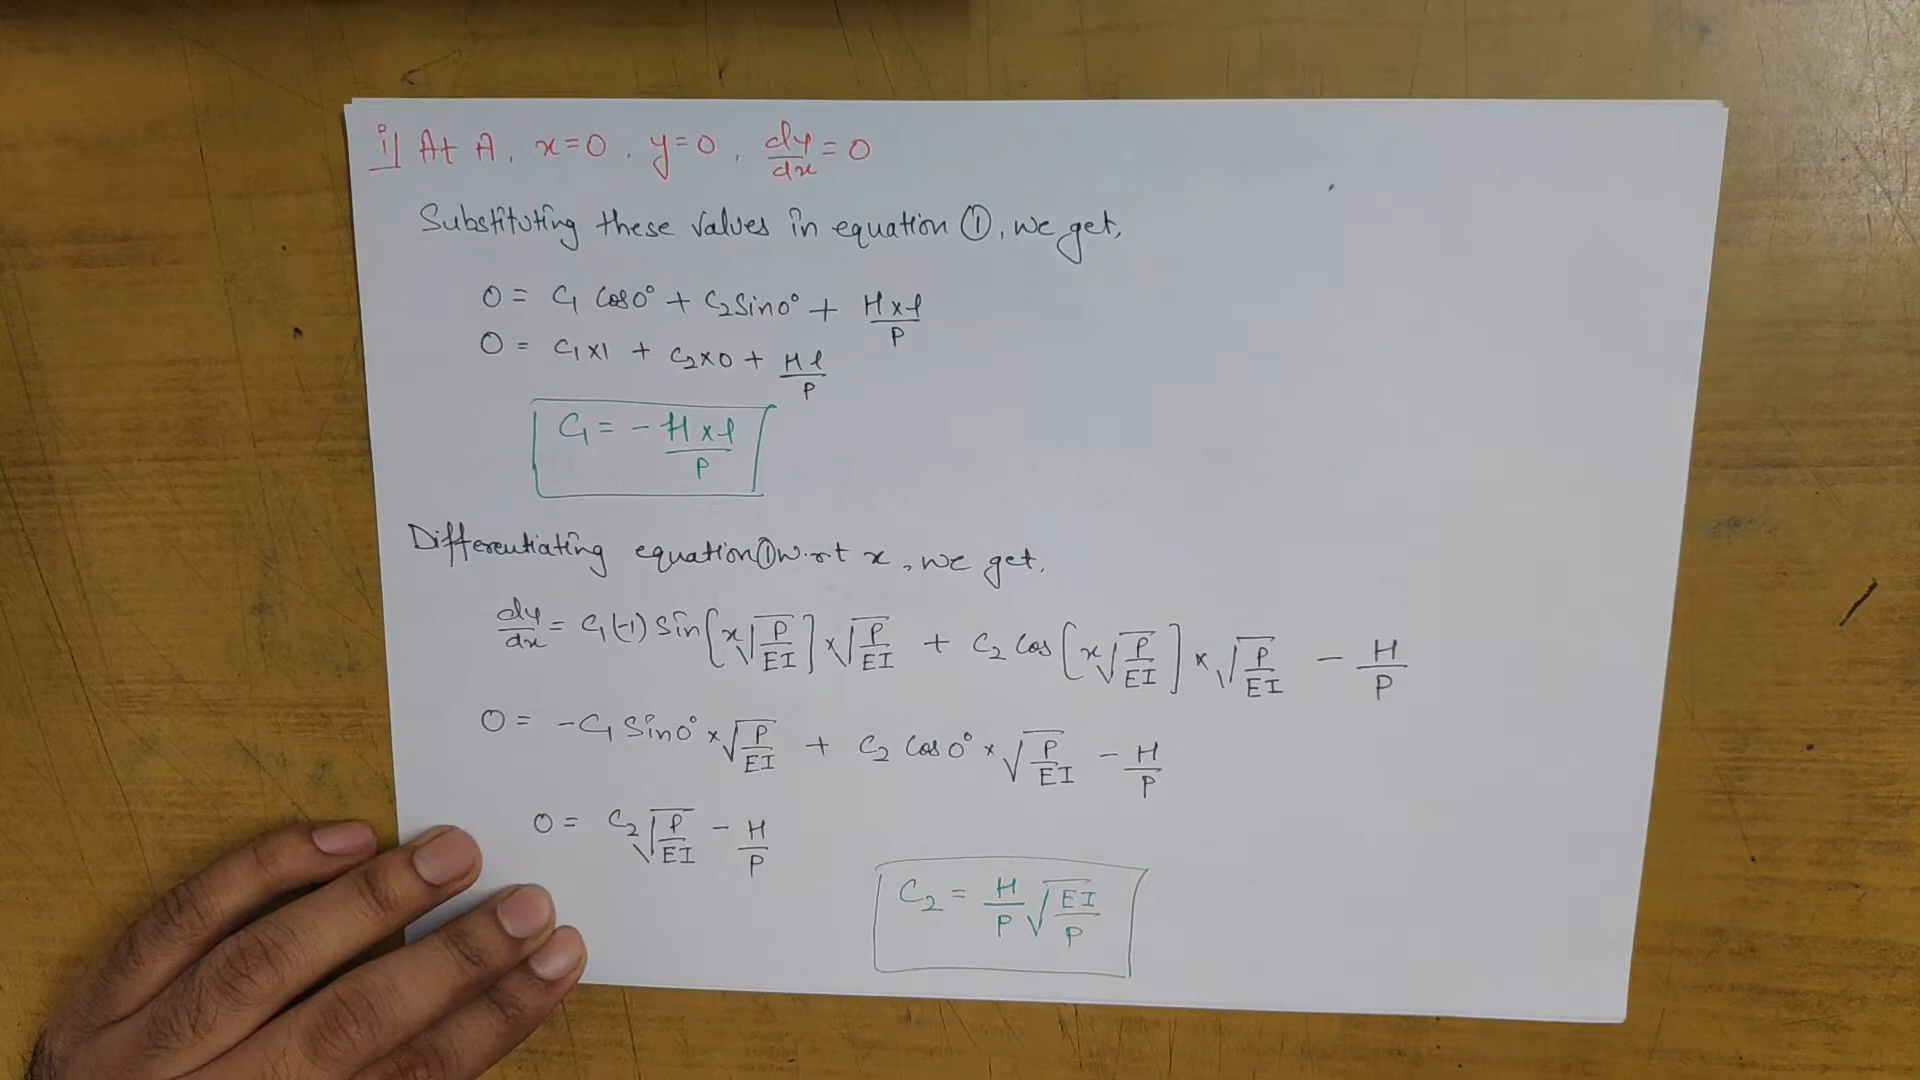 i) At A, x=0, y=0, dy/dx = 0
Substituting these values in equation ①, we get,
0 = C₁ Cos0° + C₂ Sin0° + H×l/P
0 = C₁×1 + C₂×0 + Hl/P
C₁ = - H×l/P
Differentiating equation ① w.r.t x, we get,
dy/dx = C₁(-1) Sin[x√(P/EI)] × √(P/EI) + C₂ Cos[x√(P/EI)] × √(P/EI) - H/P
0 = -C₁ Sin0° × √(P/EI) + C₂ Cos0° × √(P/EI) - H/P
0 = C₂√(P/EI) - H/P
C₂ = H/P √(EI/P)